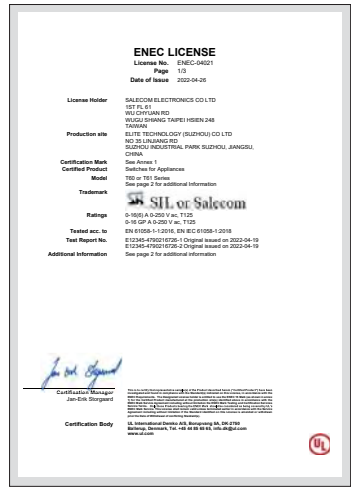 ENEC LICENSE
License No. ENEC-04021
Page 1/3
Date of Issue 2022-04-26
License Holder SALECOM ELECTRONICS CO LTD
1ST FL 61
WU CHYUAN RD
WUGU SHIANG TAIPEI HSIEN 248
TAIWAN
Production site ELITE TECHNOLOGY (SUZHOU) CO LTD
NO 35 LINJIANG RD
SUZHOU INDUSTRIAL PARK SUZHOU, JIANGSU,
CHINA
Certification Mark See Annex 1
Certified Product Switches for Appliances
Model T60 or T61 Series
See page 2 for additional Information
Trademark
SIL or Salecom
Ratings 0-16(6) A 0-250 V ac, T125
0-16 GP A 0-250 V ac, T125
Tested acc. to EN 61058-1-1:2016, EN IEC 61058-1:2018
Test Report No. E12345-4790216726-1 Original issued on 2022-04-19
E12345-4790216726-2 Original issued on 2022-04-19
Additional Information See page 2 for additional information
Certification Manager
Jan-Erik Storgaard
Certification Body UL International Demko A/S, Borupvang 5A, DK-2750
Ballerup, Denmark, Tel. +45 44 85 65 65, info.dk@ul.com
www.ul.com
UL